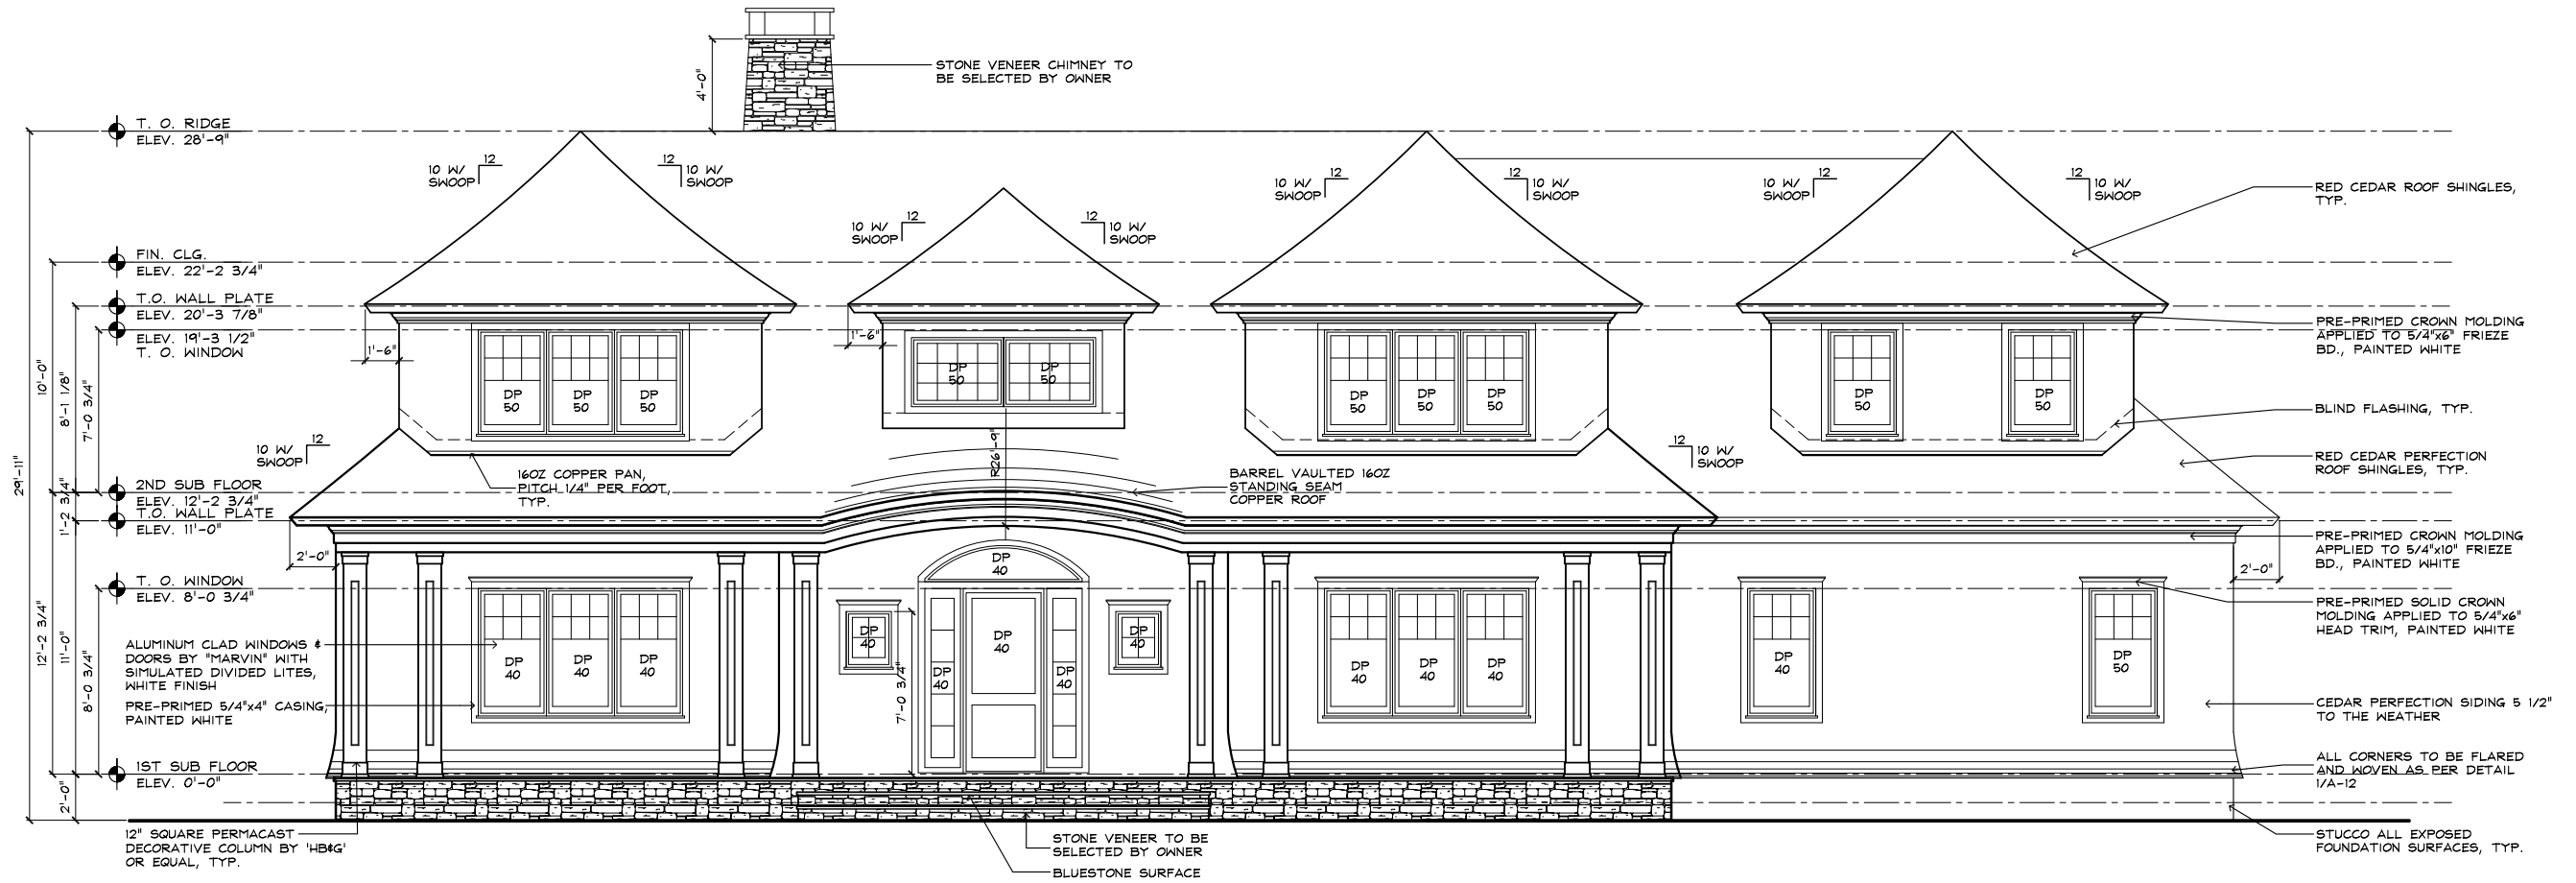 STONE VENEER CHIMNEY TO
BE SELECTED BY OWNER
4'-0"
T. O. RIDGE
ELEV. 28'-9"
12
10 W/
SWOOP
12
10 W/
SWOOP
12
10 W/
SWOOP
12
10 W/
SWOOP
12
10 W/
SWOOP
12
10 W/
SWOOP
12
10 W/
SWOOP
12
10 W/
SWOOP
RED CEDAR ROOF SHINGLES,
TYP.
FIN. CLG.
ELEV. 22'-2 3/4"
T.O. WALL PLATE
ELEV. 20'-3 7/8"
ELEV. 19'-3 1/2"
T. O. WINDOW
1'-6"
1'-6"
PRE-PRIMED CROWN MOLDING
APPLIED TO 5/4"x6" FRIEZE
BD., PAINTED WHITE
DP
50
DP
50
DP
50
DP
50
DP
50
DP
50
DP
50
DP
50
DP
50
DP
50
10'-0"
8'-1 1/8"
7'-0 3/4"
29'-11"
BLIND FLASHING, TYP.
12
10 W/
SWOOP
12
10 W/
SWOOP
R26'-9"
16OZ COPPER PAN,
PITCH 1/4" PER FOOT,
TYP.
BARREL VAULTED 16OZ
STANDING SEAM
COPPER ROOF
RED CEDAR PERFECTION
ROOF SHINGLES, TYP.
2ND SUB FLOOR
ELEV. 12'-2 3/4"
T.O. WALL PLATE
ELEV. 11'-0"
1'-2 3/4"
2'-0"
PRE-PRIMED CROWN MOLDING
APPLIED TO 5/4"x10" FRIEZE
BD., PAINTED WHITE
2'-0"
T. O. WINDOW
ELEV. 8'-0 3/4"
DP
40
PRE-PRIMED SOLID CROWN
MOLDING APPLIED TO 5/4"x6"
HEAD TRIM, PAINTED WHITE
12'-2 3/4"
11'-0"
8'-0 3/4"
ALUMINUM CLAD WINDOWS &
DOORS BY "MARVIN" WITH
SIMULATED DIVIDED LITES,
WHITE FINISH
PRE-PRIMED 5/4"x4" CASING,
PAINTED WHITE
DP
40
DP
40
DP
40
DP
40
DP
40
DP
40
DP
40
DP
40
7'-0 3/4"
DP
40
DP
40
DP
40
DP
40
DP
50
CEDAR PERFECTION SIDING 5 1/2"
TO THE WEATHER
1ST SUB FLOOR
ELEV. 0'-0"
2'-0"
ALL CORNERS TO BE FLARED
AND WOVEN AS PER DETAIL
1/A-12
12" SQUARE PERMACAST
DECORATIVE COLUMN BY 'HB&G'
OR EQUAL, TYP.
STONE VENEER TO BE
SELECTED BY OWNER
BLUESTONE SURFACE
STUCCO ALL EXPOSED
FOUNDATION SURFACES, TYP.